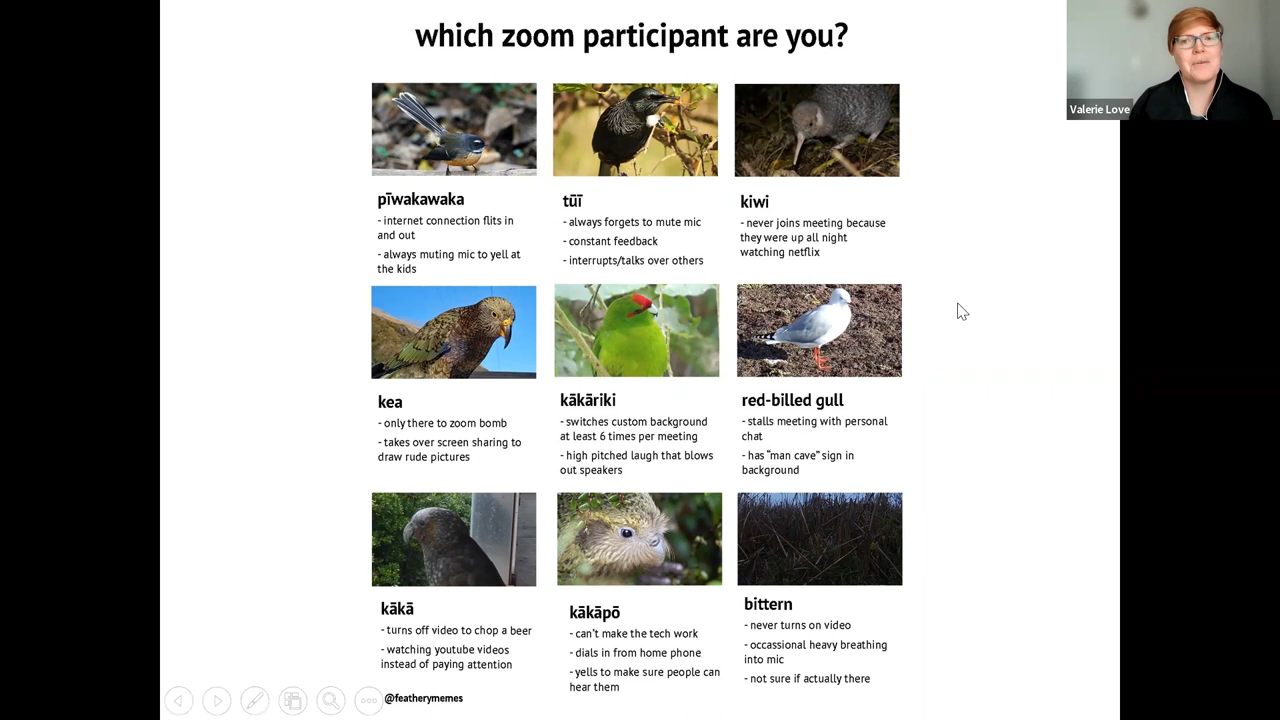 which zoom participant are you?
Valerie Love
pīwakawaka
- internet connection flits in
and out
- always muting mic to yell at
the kids
tūī
- always forgets to mute mic
- constant feedback
- interrupts/talks over others
kiwi
- never joins meeting because
they were up all night
watching netflix
kea
- only there to zoom bomb
- takes over screen sharing to
draw rude pictures
kākāriki
- switches custom background
at least 6 times per meeting
- high pitched laugh that blows
out speakers
red-billed gull
- stalls meeting with personal
chat
- has “man cave” sign in
background
kākā
- turns off video to chop a beer
- watching youtube videos
instead of paying attention
kākāpō
- can’t make the tech work
- dials in from home phone
- yells to make sure people can
hear them
bittern
- never turns on video
- occassional heavy breathing
into mic
- not sure if actually there
@featherymemes